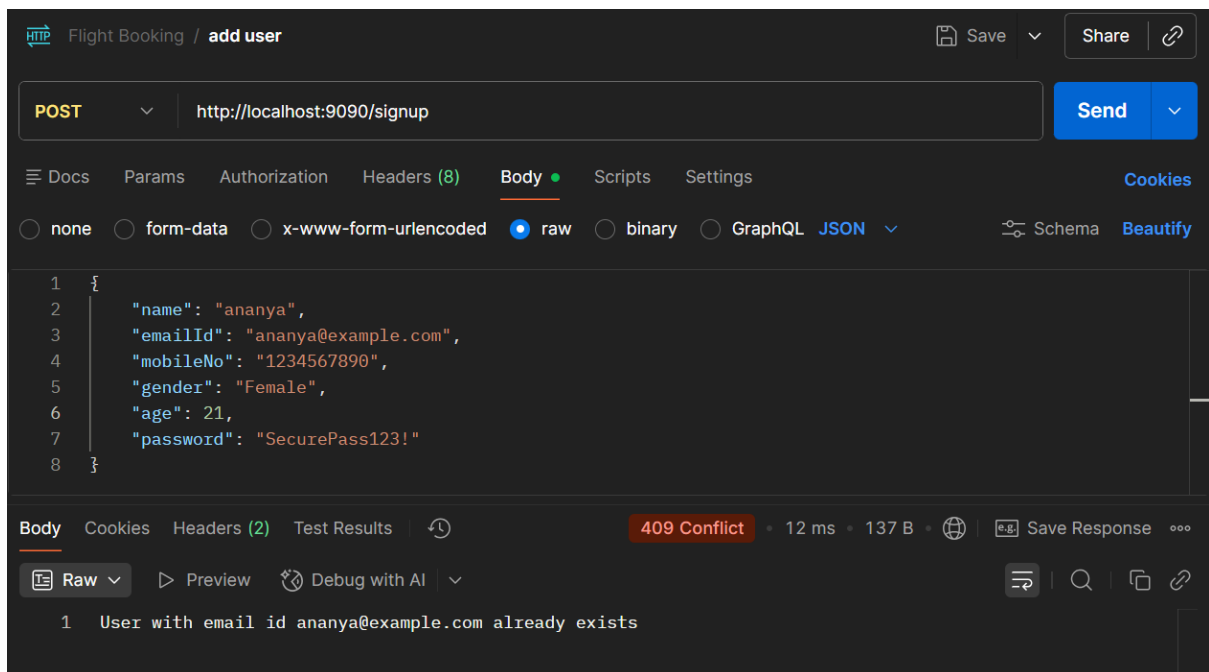 HTTP Flight Booking / add user Save Share
POST http://localhost:9090/signup Send
Docs Params Authorization Headers (8) Body Scripts Settings Cookies
none form-data x-www-form-urlencoded raw binary GraphQL JSON Schema Beautify
1 {
2 "name": "ananya",
3 "emailId": "ananya@example.com",
4 "mobileNo": "1234567890",
5 "gender": "Female",
6 "age": 21,
7 "password": "SecurePass123!"
8 }
Body Cookies Headers (2) Test Results 409 Conflict • 12 ms • 137 B • e.g. Save Response
Raw Preview Debug with AI
1 User with email id ananya@example.com already exists